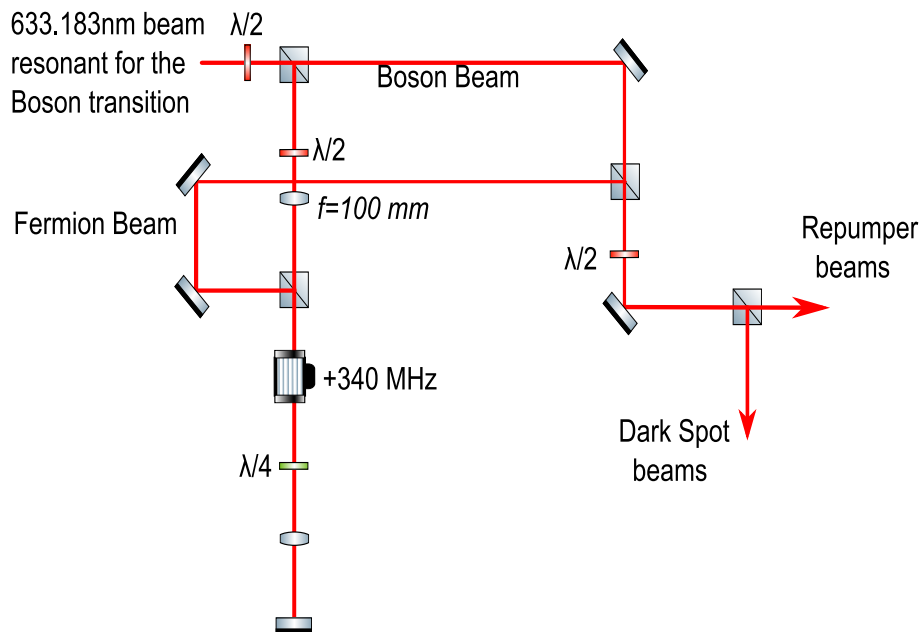 633.183nm beam
resonant for the
Boson transition
λ/2
Boson Beam
λ/2
f=100 mm
Fermion Beam
λ/2
Repumper
beams
+340 MHz
Dark Spot
beams
λ/4